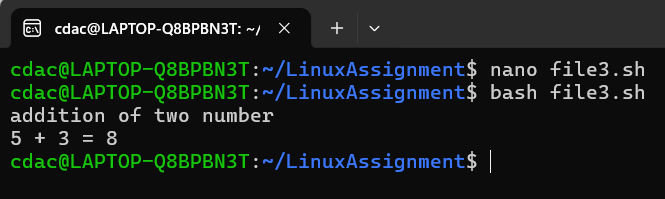 cdac@LAPTOP-Q8BPBN3T: ~/
cdac@LAPTOP-Q8BPBN3T:~/LinuxAssignment$ nano file3.sh
cdac@LAPTOP-Q8BPBN3T:~/LinuxAssignment$ bash file3.sh
addition of two number
5 + 3 = 8
cdac@LAPTOP-Q8BPBN3T:~/LinuxAssignment$